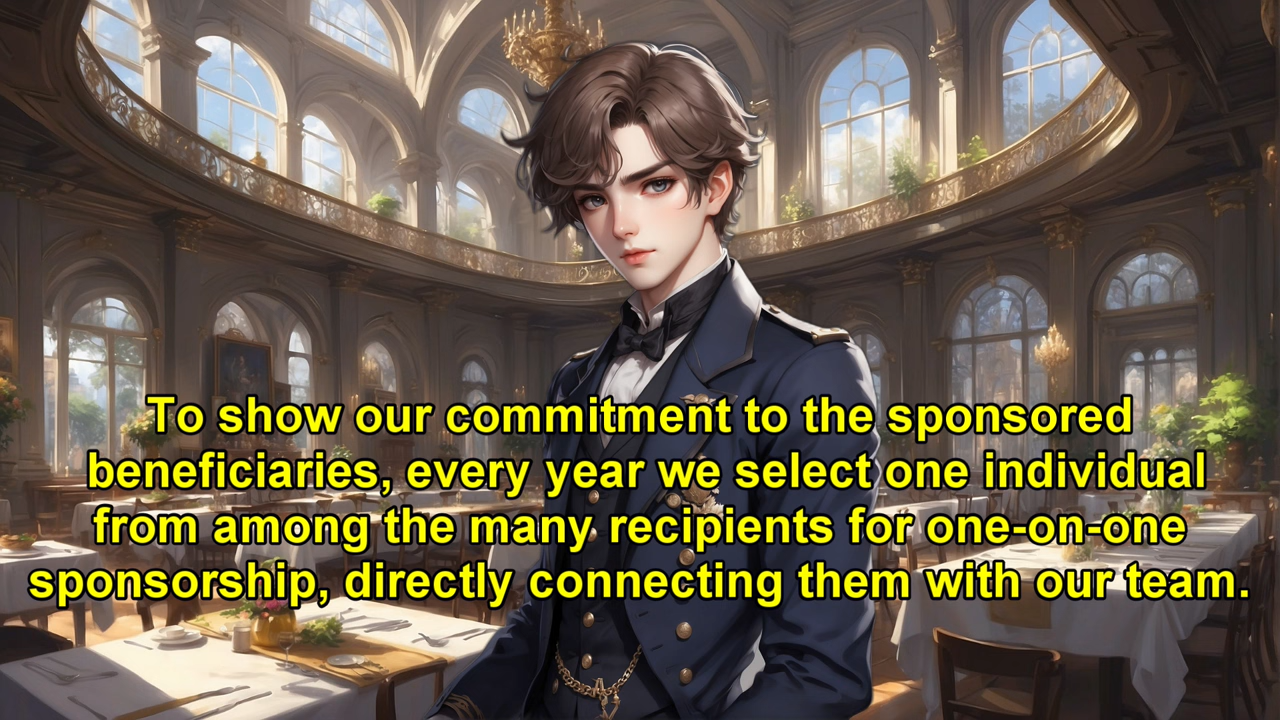 To show our commitment to the sponsored
beneficiaries, every year we select one individual
from among the many recipients for one-on-one
sponsorship, directly connecting them with our team.